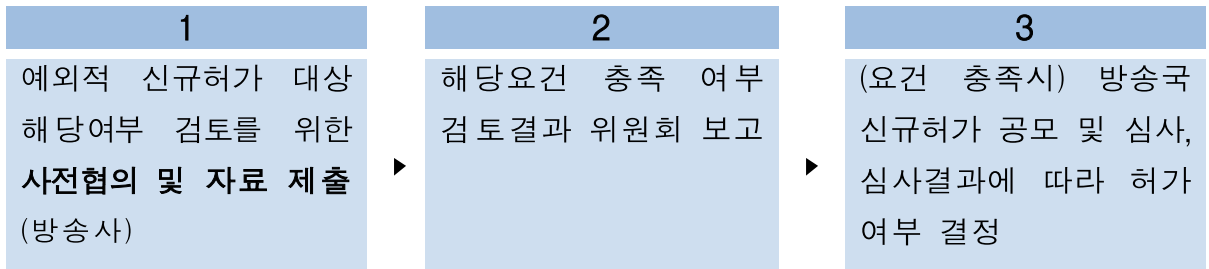 1
예외적 신규허가 대상
해당여부 검토를 위한
사전협의 및 자료 제출
(방송사)
2
해당요건 충족 여부
검토결과 위원회 보고
3
(요건 충족시) 방송국
신규허가 공모 및 심사,
심사결과에 따라 허가
여부 결정